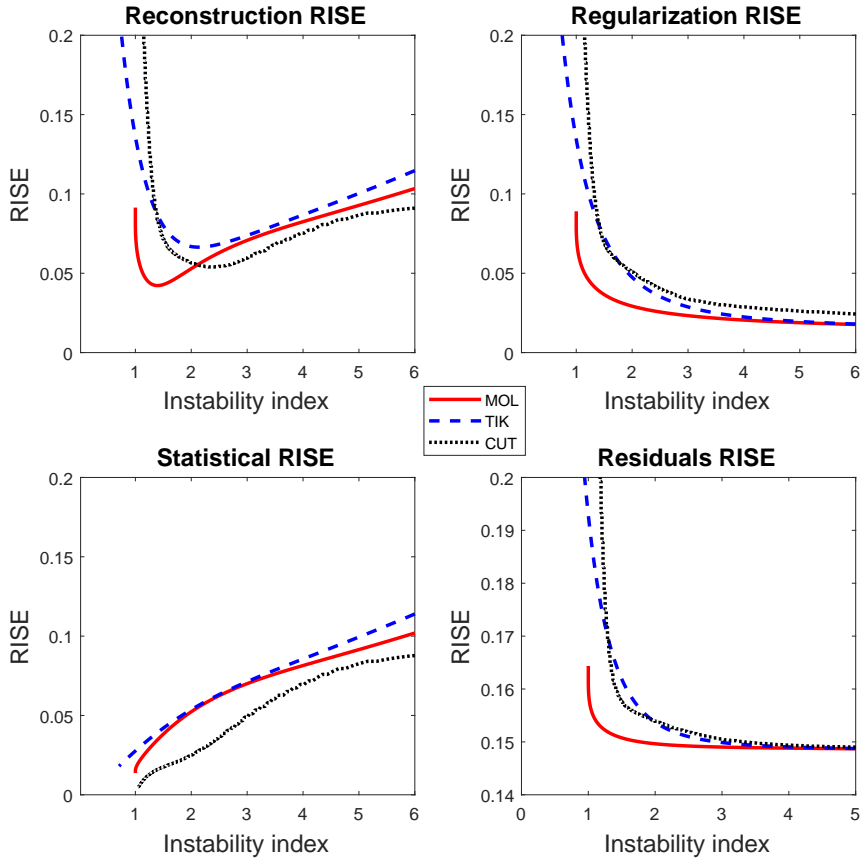 Reconstruction RISE
0.2
0.15
0.1
0.05
0
RISE
1 2 3 4 5 6
Instability index
Regularization RISE
0.2
0.15
0.1
0.05
0
RISE
1 2 3 4 5 6
Instability index
MOL
TIK
CUT
Statistical RISE
0.2
0.15
0.1
0.05
0
RISE
1 2 3 4 5 6
Instability index
Residuals RISE
0.2
0.19
0.18
0.17
0.16
0.15
0.14
RISE
0 1 2 3 4 5
Instability index